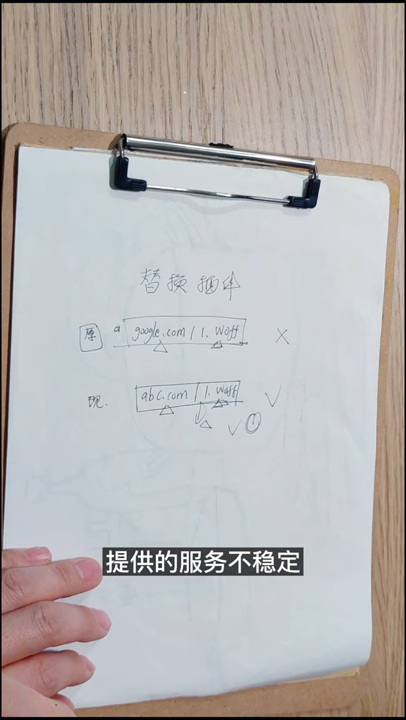 替换插件
原 google.com / 1. woff ×
现. abc.com / 1. woff ✓
✓ ①
提供的服务不稳定